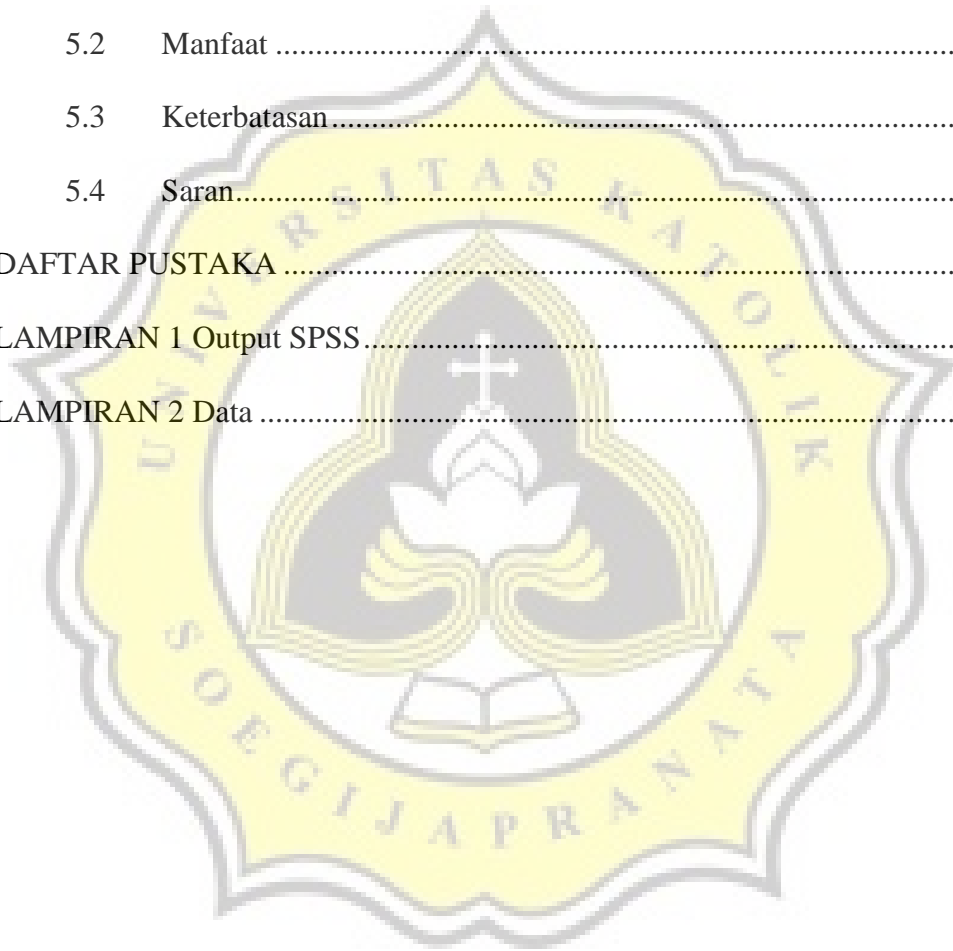 5.2 Manfaat ........................................................................................
5.3 Keterbatasan ................................................................................
5.4 Saran .............................................................................................
DAFTAR PUSTAKA ....................................................................................
LAMPIRAN 1 Output SPSS ........................................................................
LAMPIRAN 2 Data ......................................................................................
UNIVERSITAS KATOLIK
SOEGIJAPRANATA